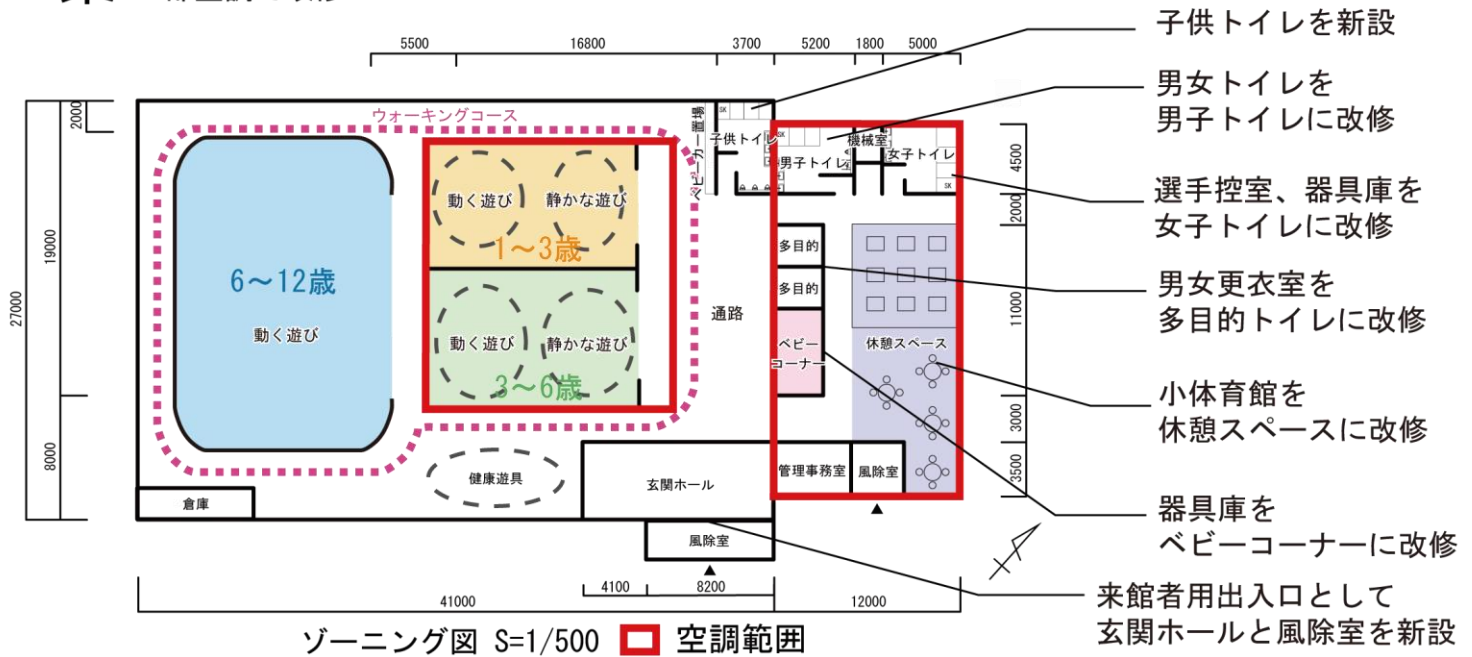 子供トイレを新設
5500
16800
3700
5200
1800
5000
男女トイレを
男子トイレに改修
2000
ウォーキングコース
ベビーカー置場
SK
子供トイレ
SK
男子トイレ
機械室
女子トイレ
SK
4500
選手控室、器具庫を
女子トイレに改修
動く遊び
静かな遊び
1～3歳
2000
19000
27000
6～12歳
動く遊び
多目的
多目的
男女更衣室を
多目的トイレに改修
通路
11000
動く遊び
静かな遊び
3～6歳
ベビー
コーナー
休憩スペース
小体育館を
休憩スペースに改修
3000
8000
健康遊具
玄関ホール
管理事務室
風除室
3500
倉庫
器具庫を
ベビーコーナーに改修
風除室
4100
8200
41000
12000
来館者用出入口として
玄関ホールと風除室を新設
ゾーニング図 S=1/500
空調範囲